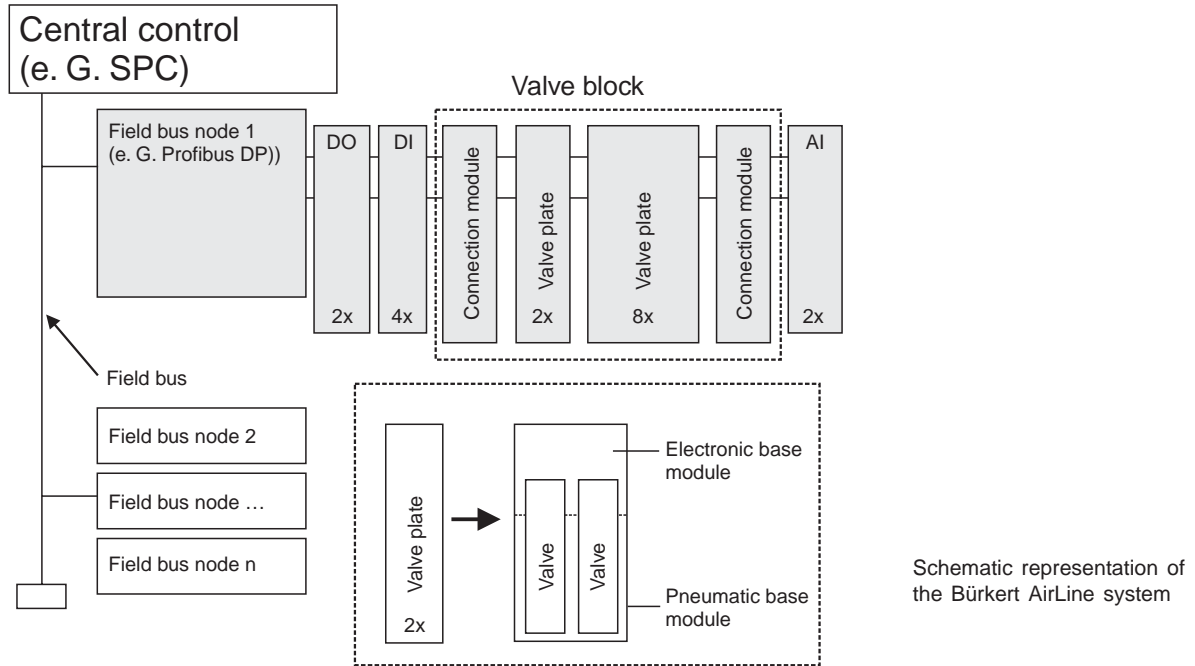 Central control
(e. G. SPC)
Valve block
Field bus node 1
(e. G. Profibus DP))
DO
2x
DI
4x
Connection module
Valve plate
2x
Valve plate
8x
Connection module
AI
2x
Field bus
Field bus node 2
Field bus node …
Field bus node n
Valve plate
2x
Valve
Valve
Electronic base
module
Pneumatic base
module
Schematic representation of
the Bürkert AirLine system